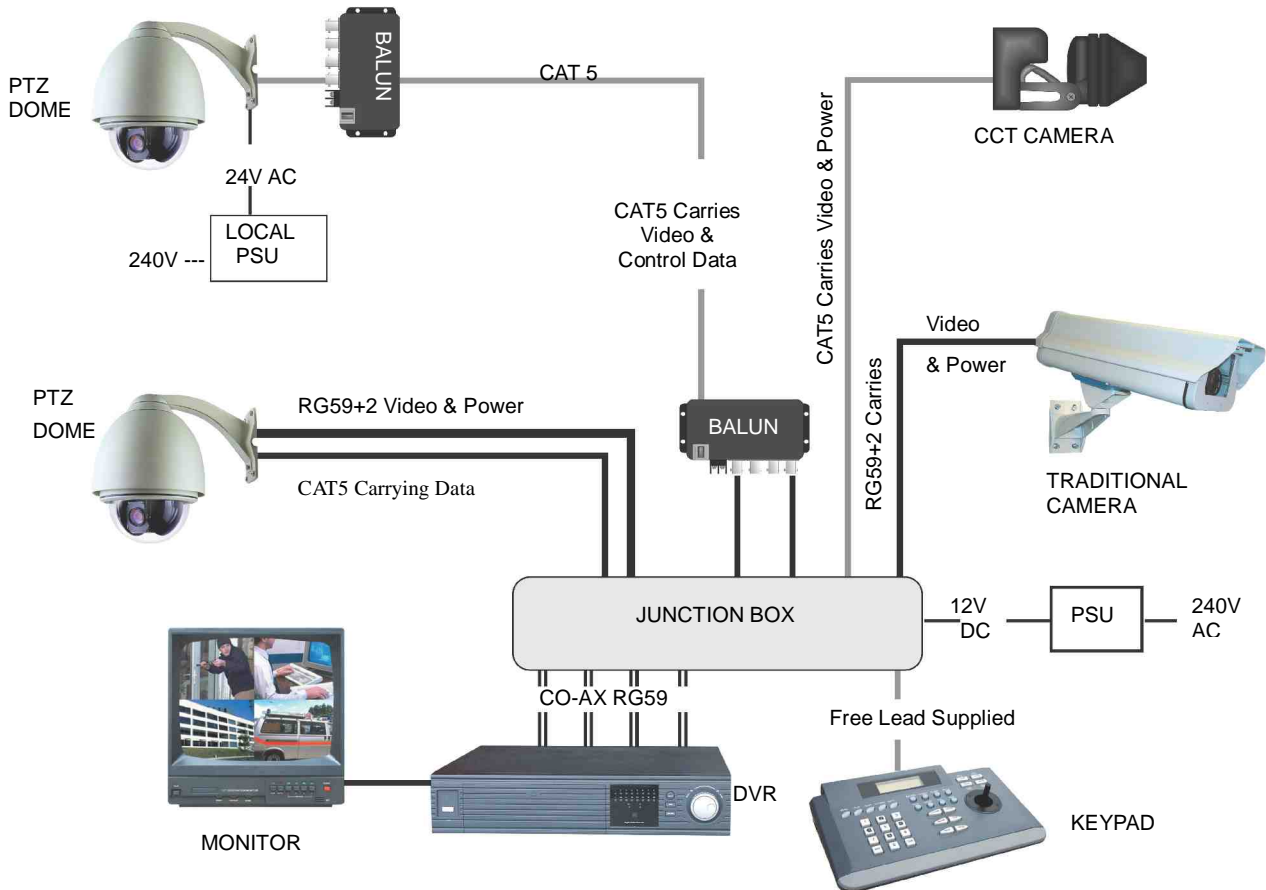 PTZ
DOME
BALUN
CAT 5
24V AC
LOCAL
PSU
240V ---
CAT5 Carries
Video &
Control Data
CAT5 Carries Video & Power
CCT CAMERA
RG59+2 Carries
Video
& Power
TRADITIONAL
CAMERA
PTZ
DOME
RG59+2 Video & Power
CAT5 Carrying Data
BALUN
JUNCTION BOX
12V
DC
PSU
240V
AC
CO-AX RG59
Free Lead Supplied
MONITOR
DVR
KEYPAD